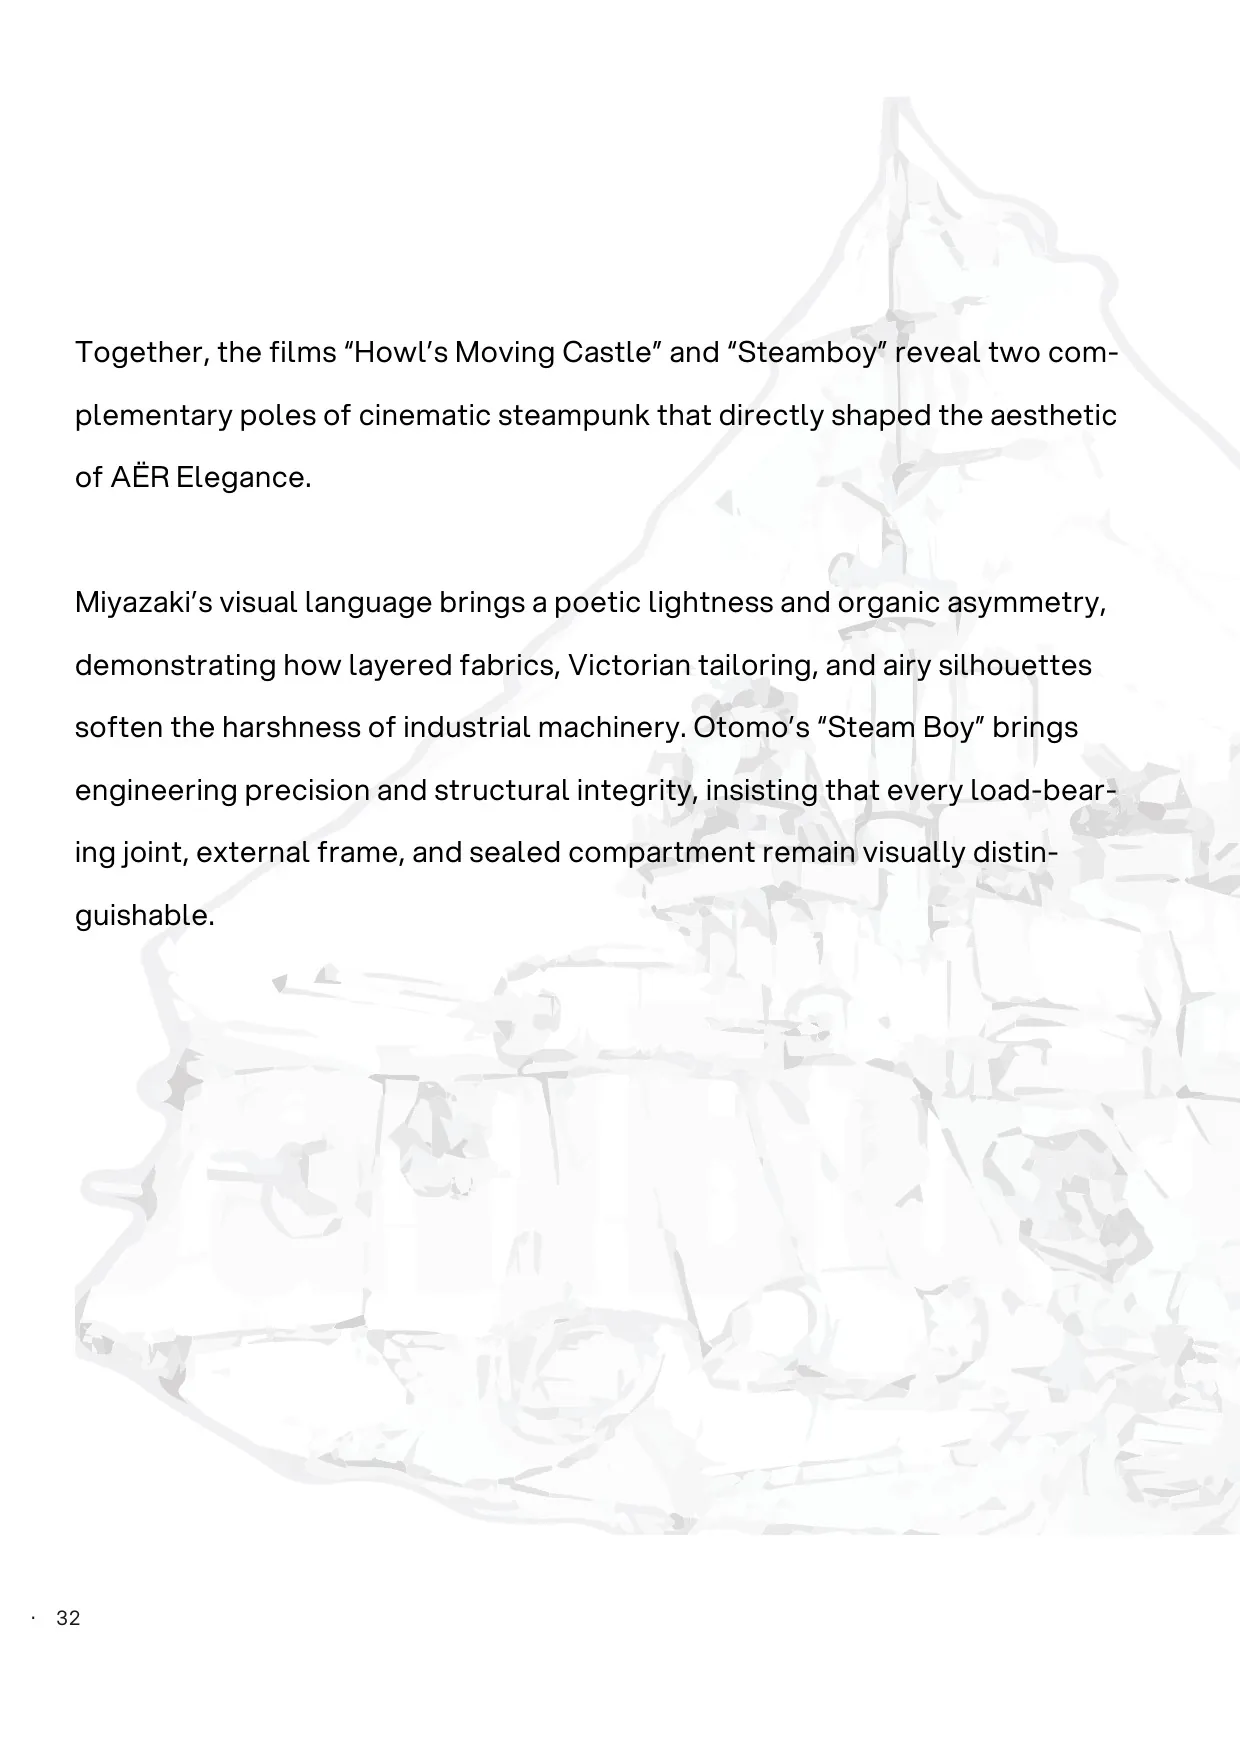 Together, the films “Howl’s Moving Castle” and “Steamboy” reveal two com-
plementary poles of cinematic steampunk that directly shaped the aesthetic
of AËR Elegance.
Miyazaki’s visual language brings a poetic lightness and organic asymmetry,
demonstrating how layered fabrics, Victorian tailoring, and airy silhouettes
soften the harshness of industrial machinery. Otomo’s “Steam Boy” brings
engineering precision and structural integrity, insisting that every load-bear-
ing joint, external frame, and sealed compartment remain visually distin-
guishable.
· 32